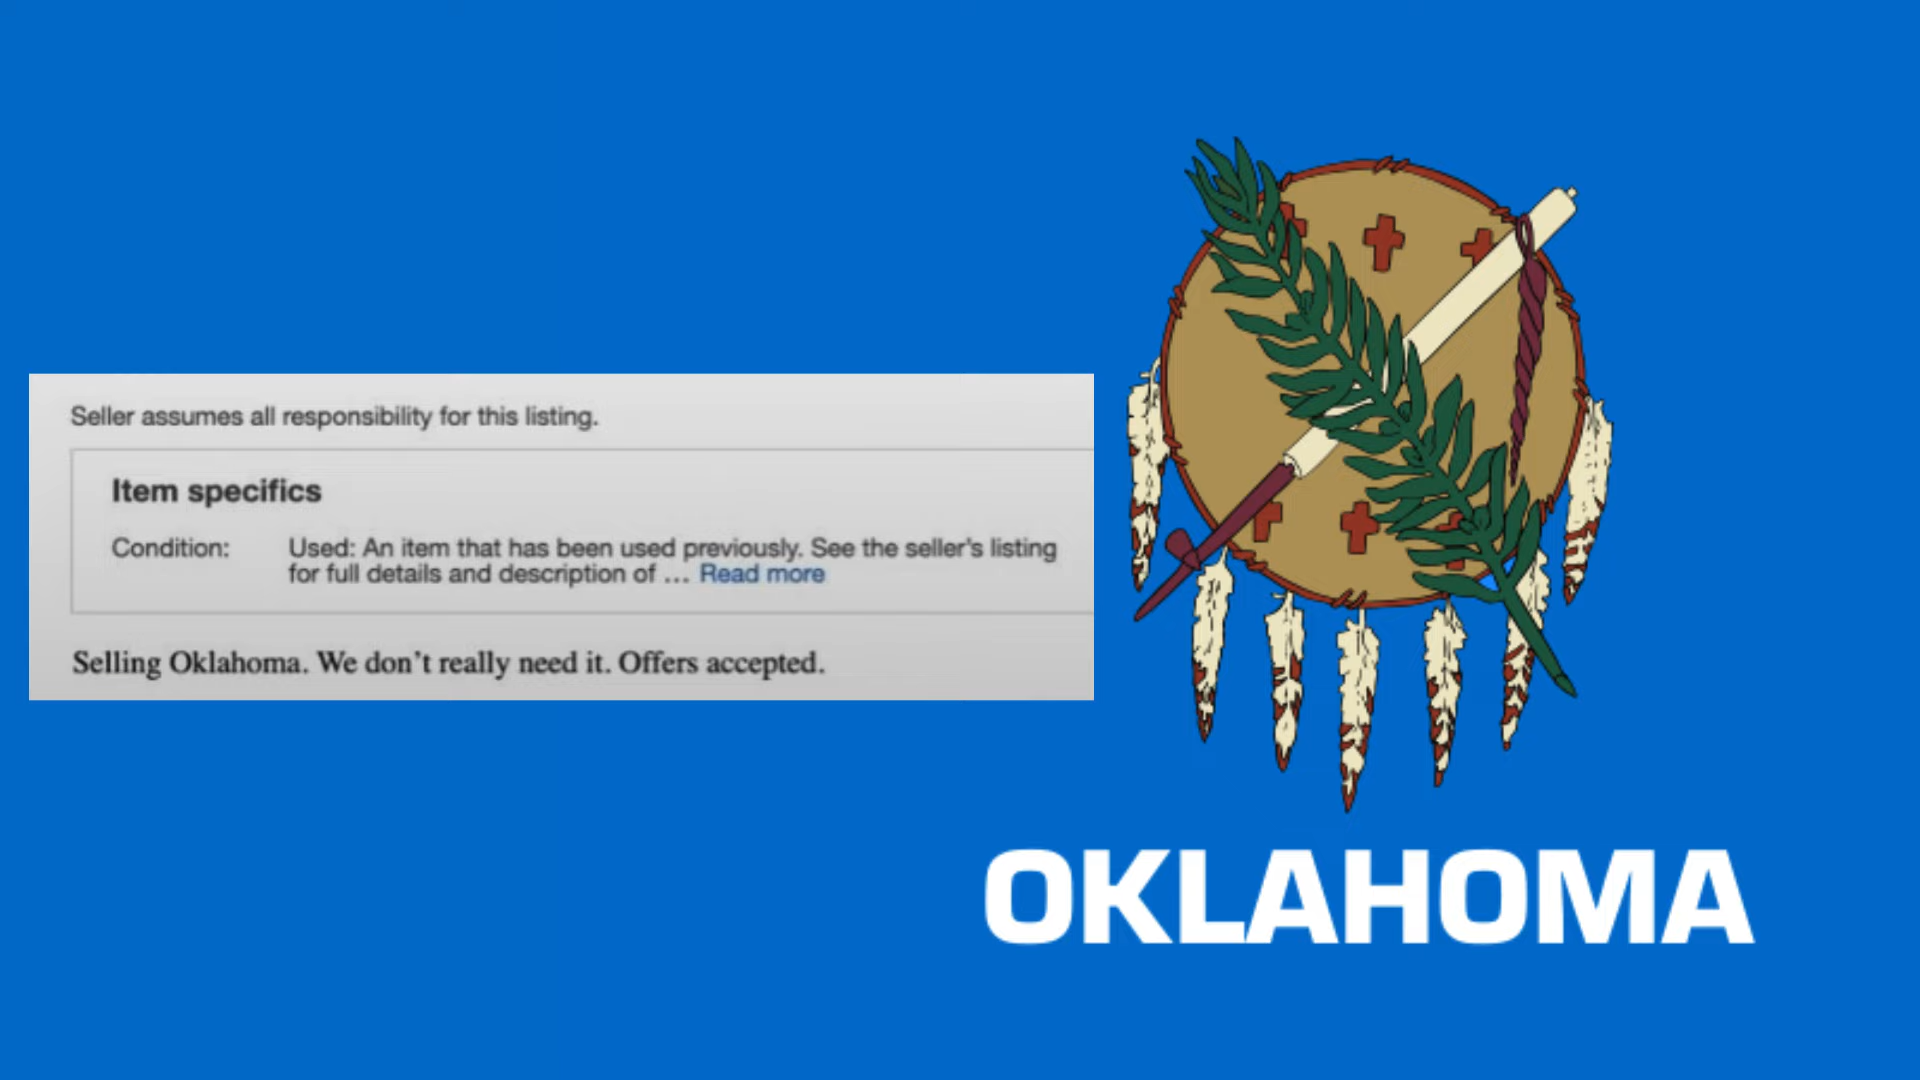 Seller assumes all responsibility for this listing.
Item specifics
Condition: Used: An item that has been used previously. See the seller's listing
for full details and description of ... Read more
Selling Oklahoma. We don't really need it. Offers accepted.
OKLAHOMA